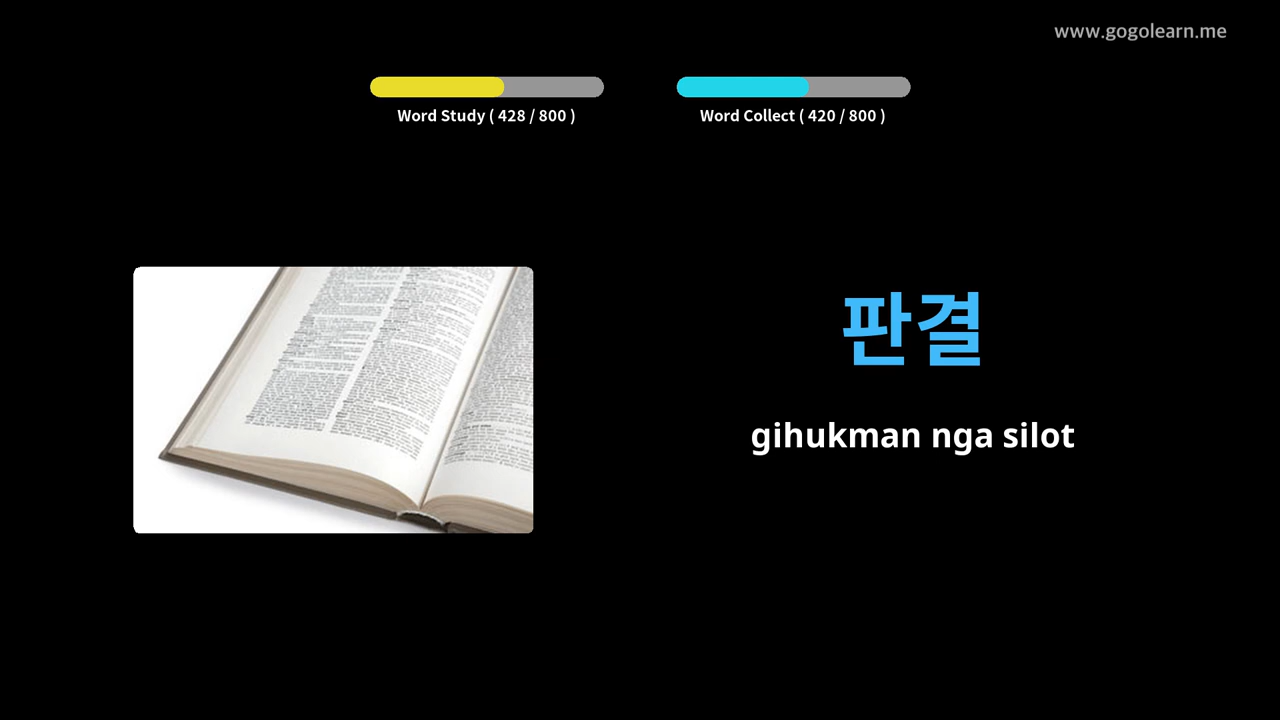 www.gogolearn.me
Word Study ( 428 / 800 )
Word Collect ( 420 / 800 )
판결
gihukman nga silot